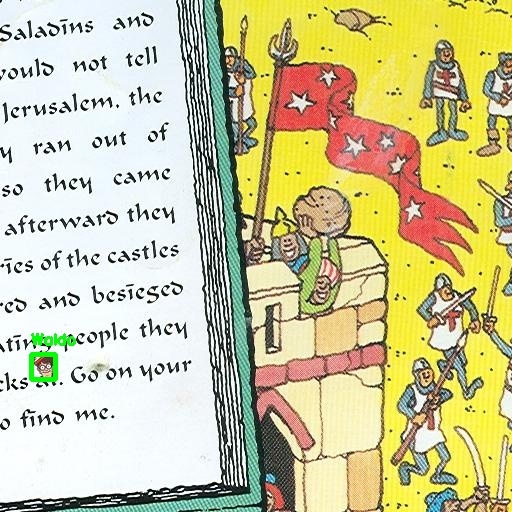 Saladins and
would not tell
Jerusalem. the
y ran out of
so they came
afterward they
ries of the castles
red and besieged
people they
cks Go on your
o find me.
Waldo